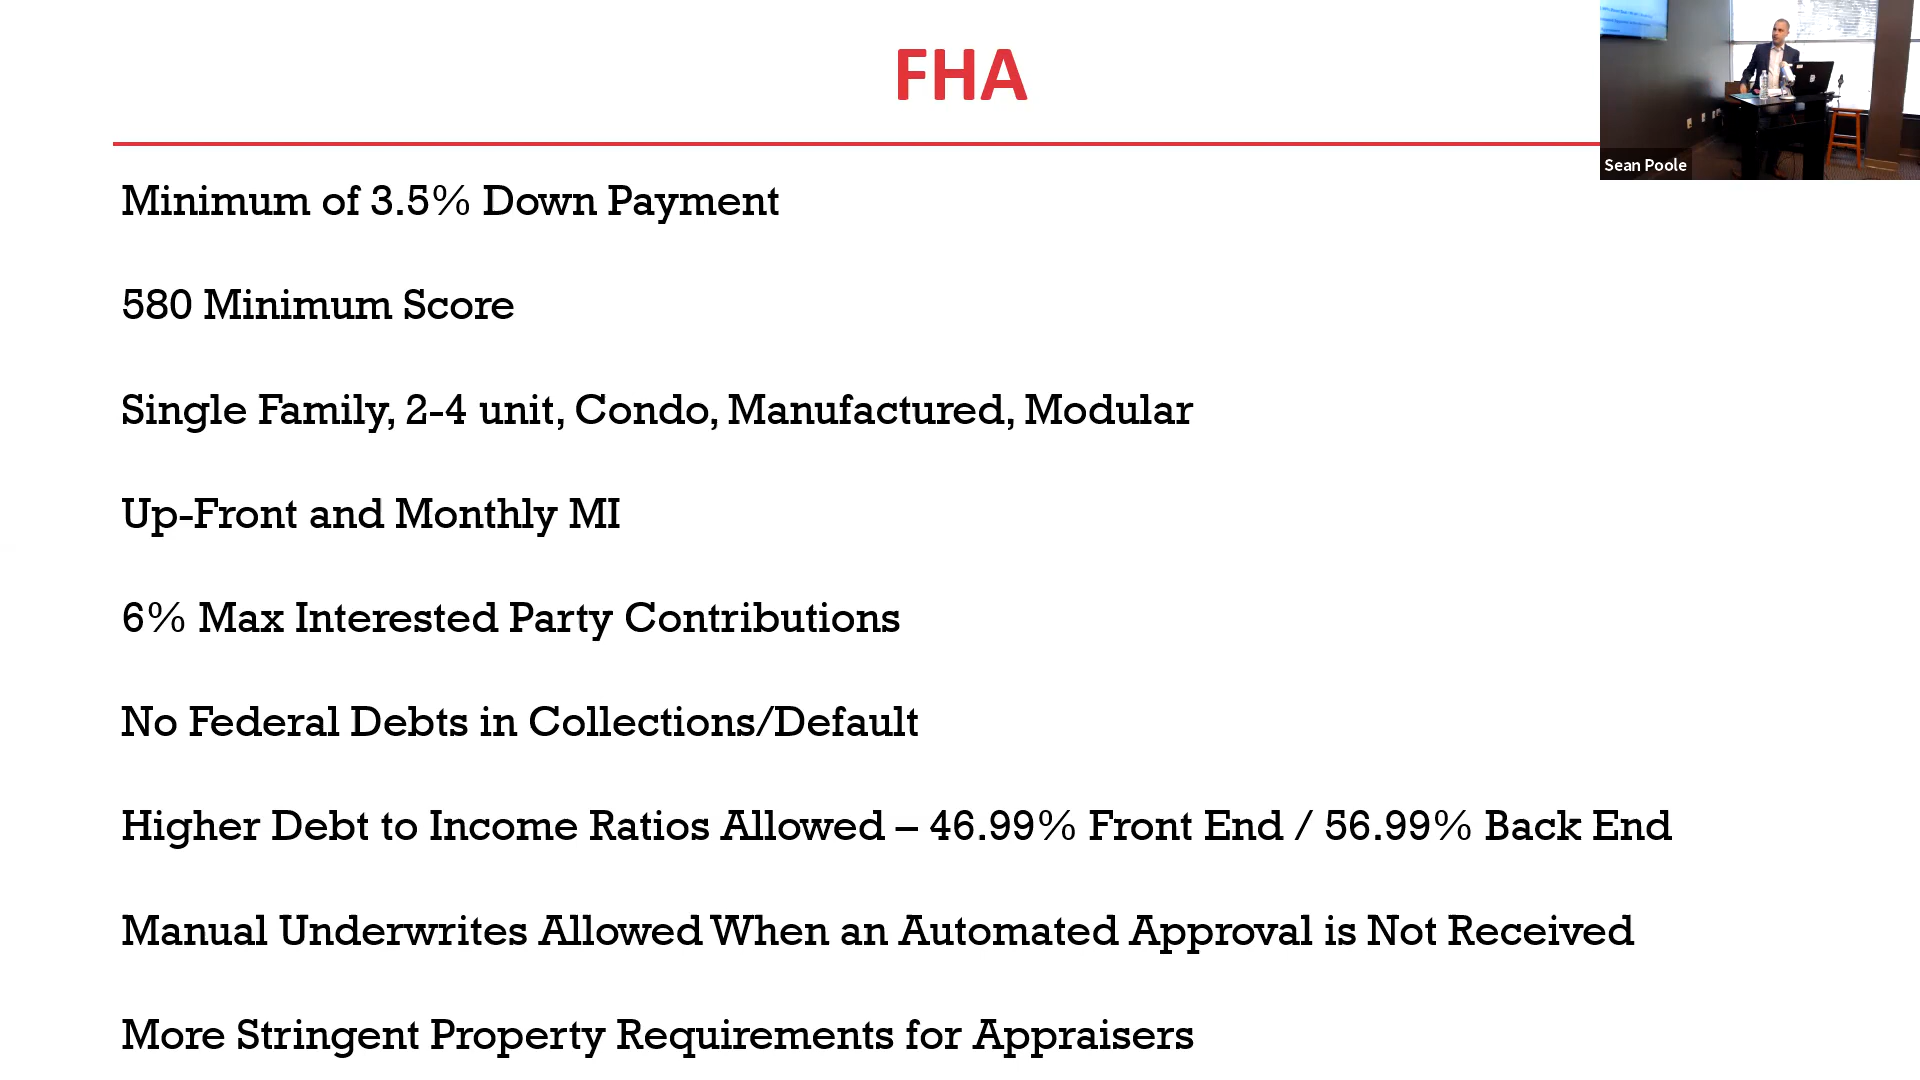 FHA
Sean Poole
Minimum of 3.5% Down Payment
580 Minimum Score
Single Family, 2-4 unit, Condo, Manufactured, Modular
Up-Front and Monthly MI
6% Max Interested Party Contributions
No Federal Debts in Collections/Default
Higher Debt to Income Ratios Allowed – 46.99% Front End / 56.99% Back End
Manual Underwrites Allowed When an Automated Approval is Not Received
More Stringent Property Requirements for Appraisers